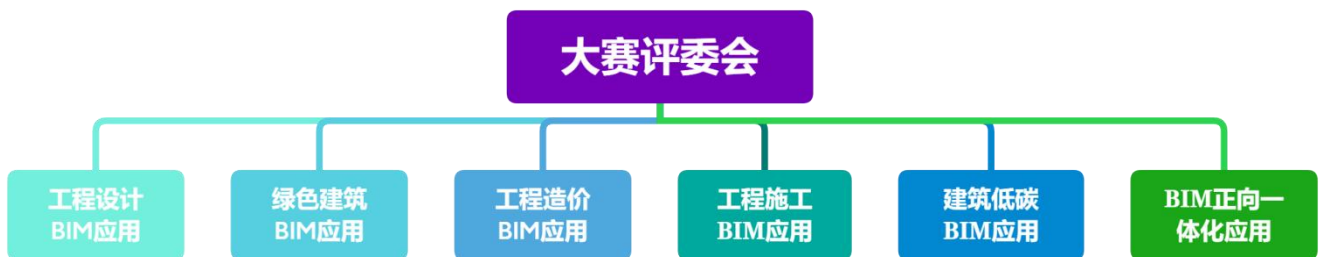 大赛评委会
工程设计
BIM应用
绿色建筑
BIM应用
工程造价
BIM应用
工程施工
BIM应用
建筑低碳
BIM应用
BIM正向一
体化应用